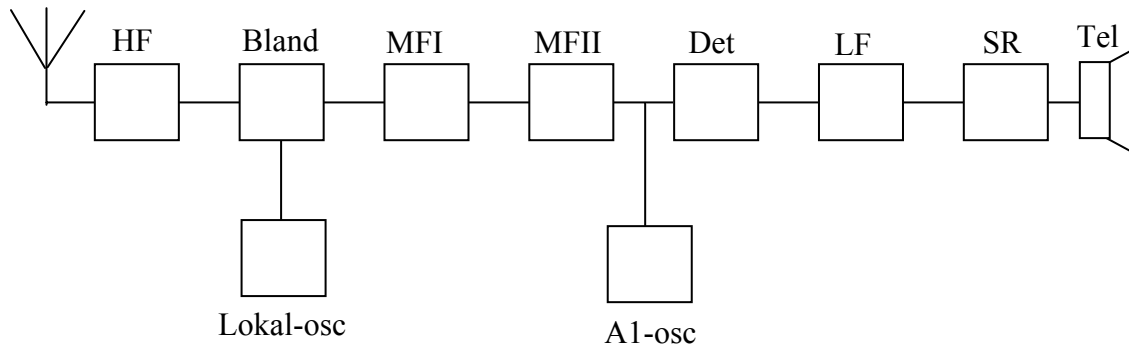 HF
Bland
MFI
MFII
Det
LF
SR
Tel
Lokal-osc
A1-osc